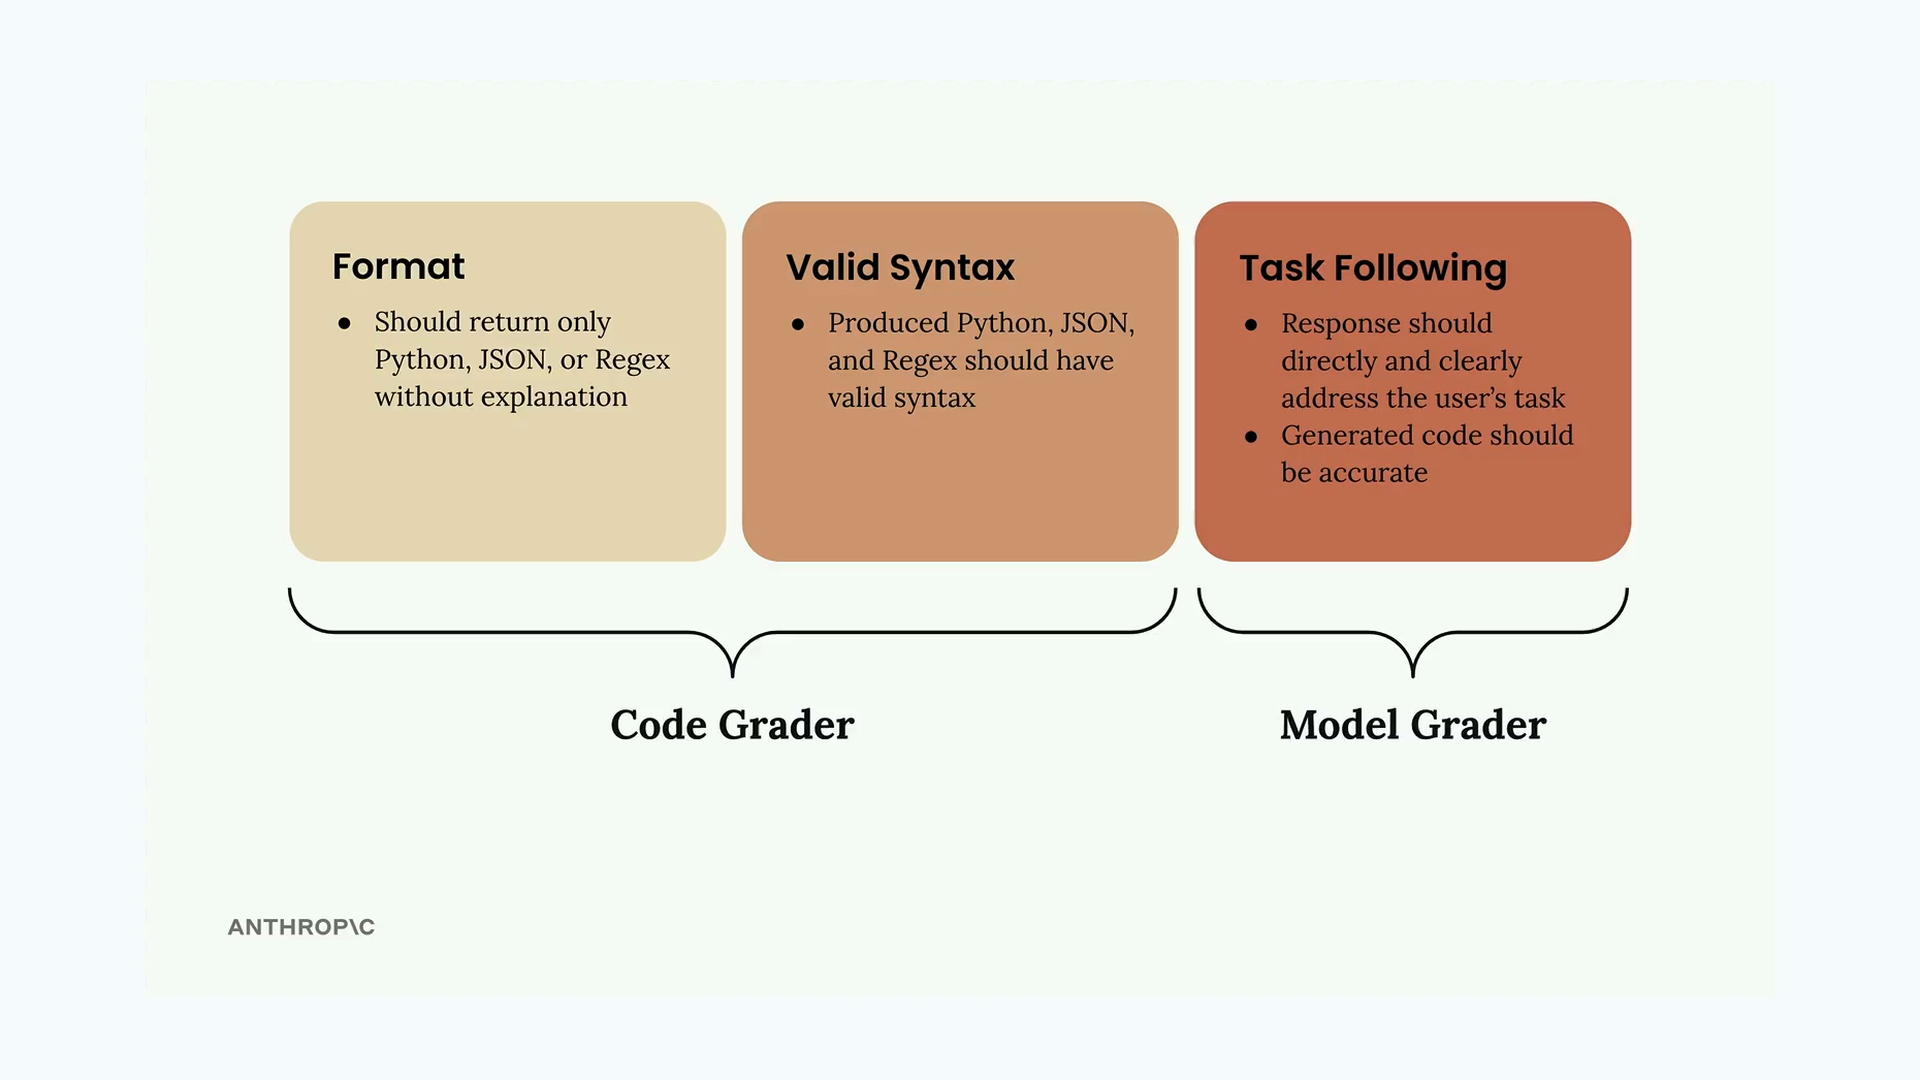 Format
● Should return only
Python, JSON, or Regex
without explanation
Valid Syntax
● Produced Python, JSON,
and Regex should have
valid syntax
Task Following
● Response should
directly and clearly
address the user’s task
● Generated code should
be accurate
Code Grader
Model Grader
ANTHROP\C